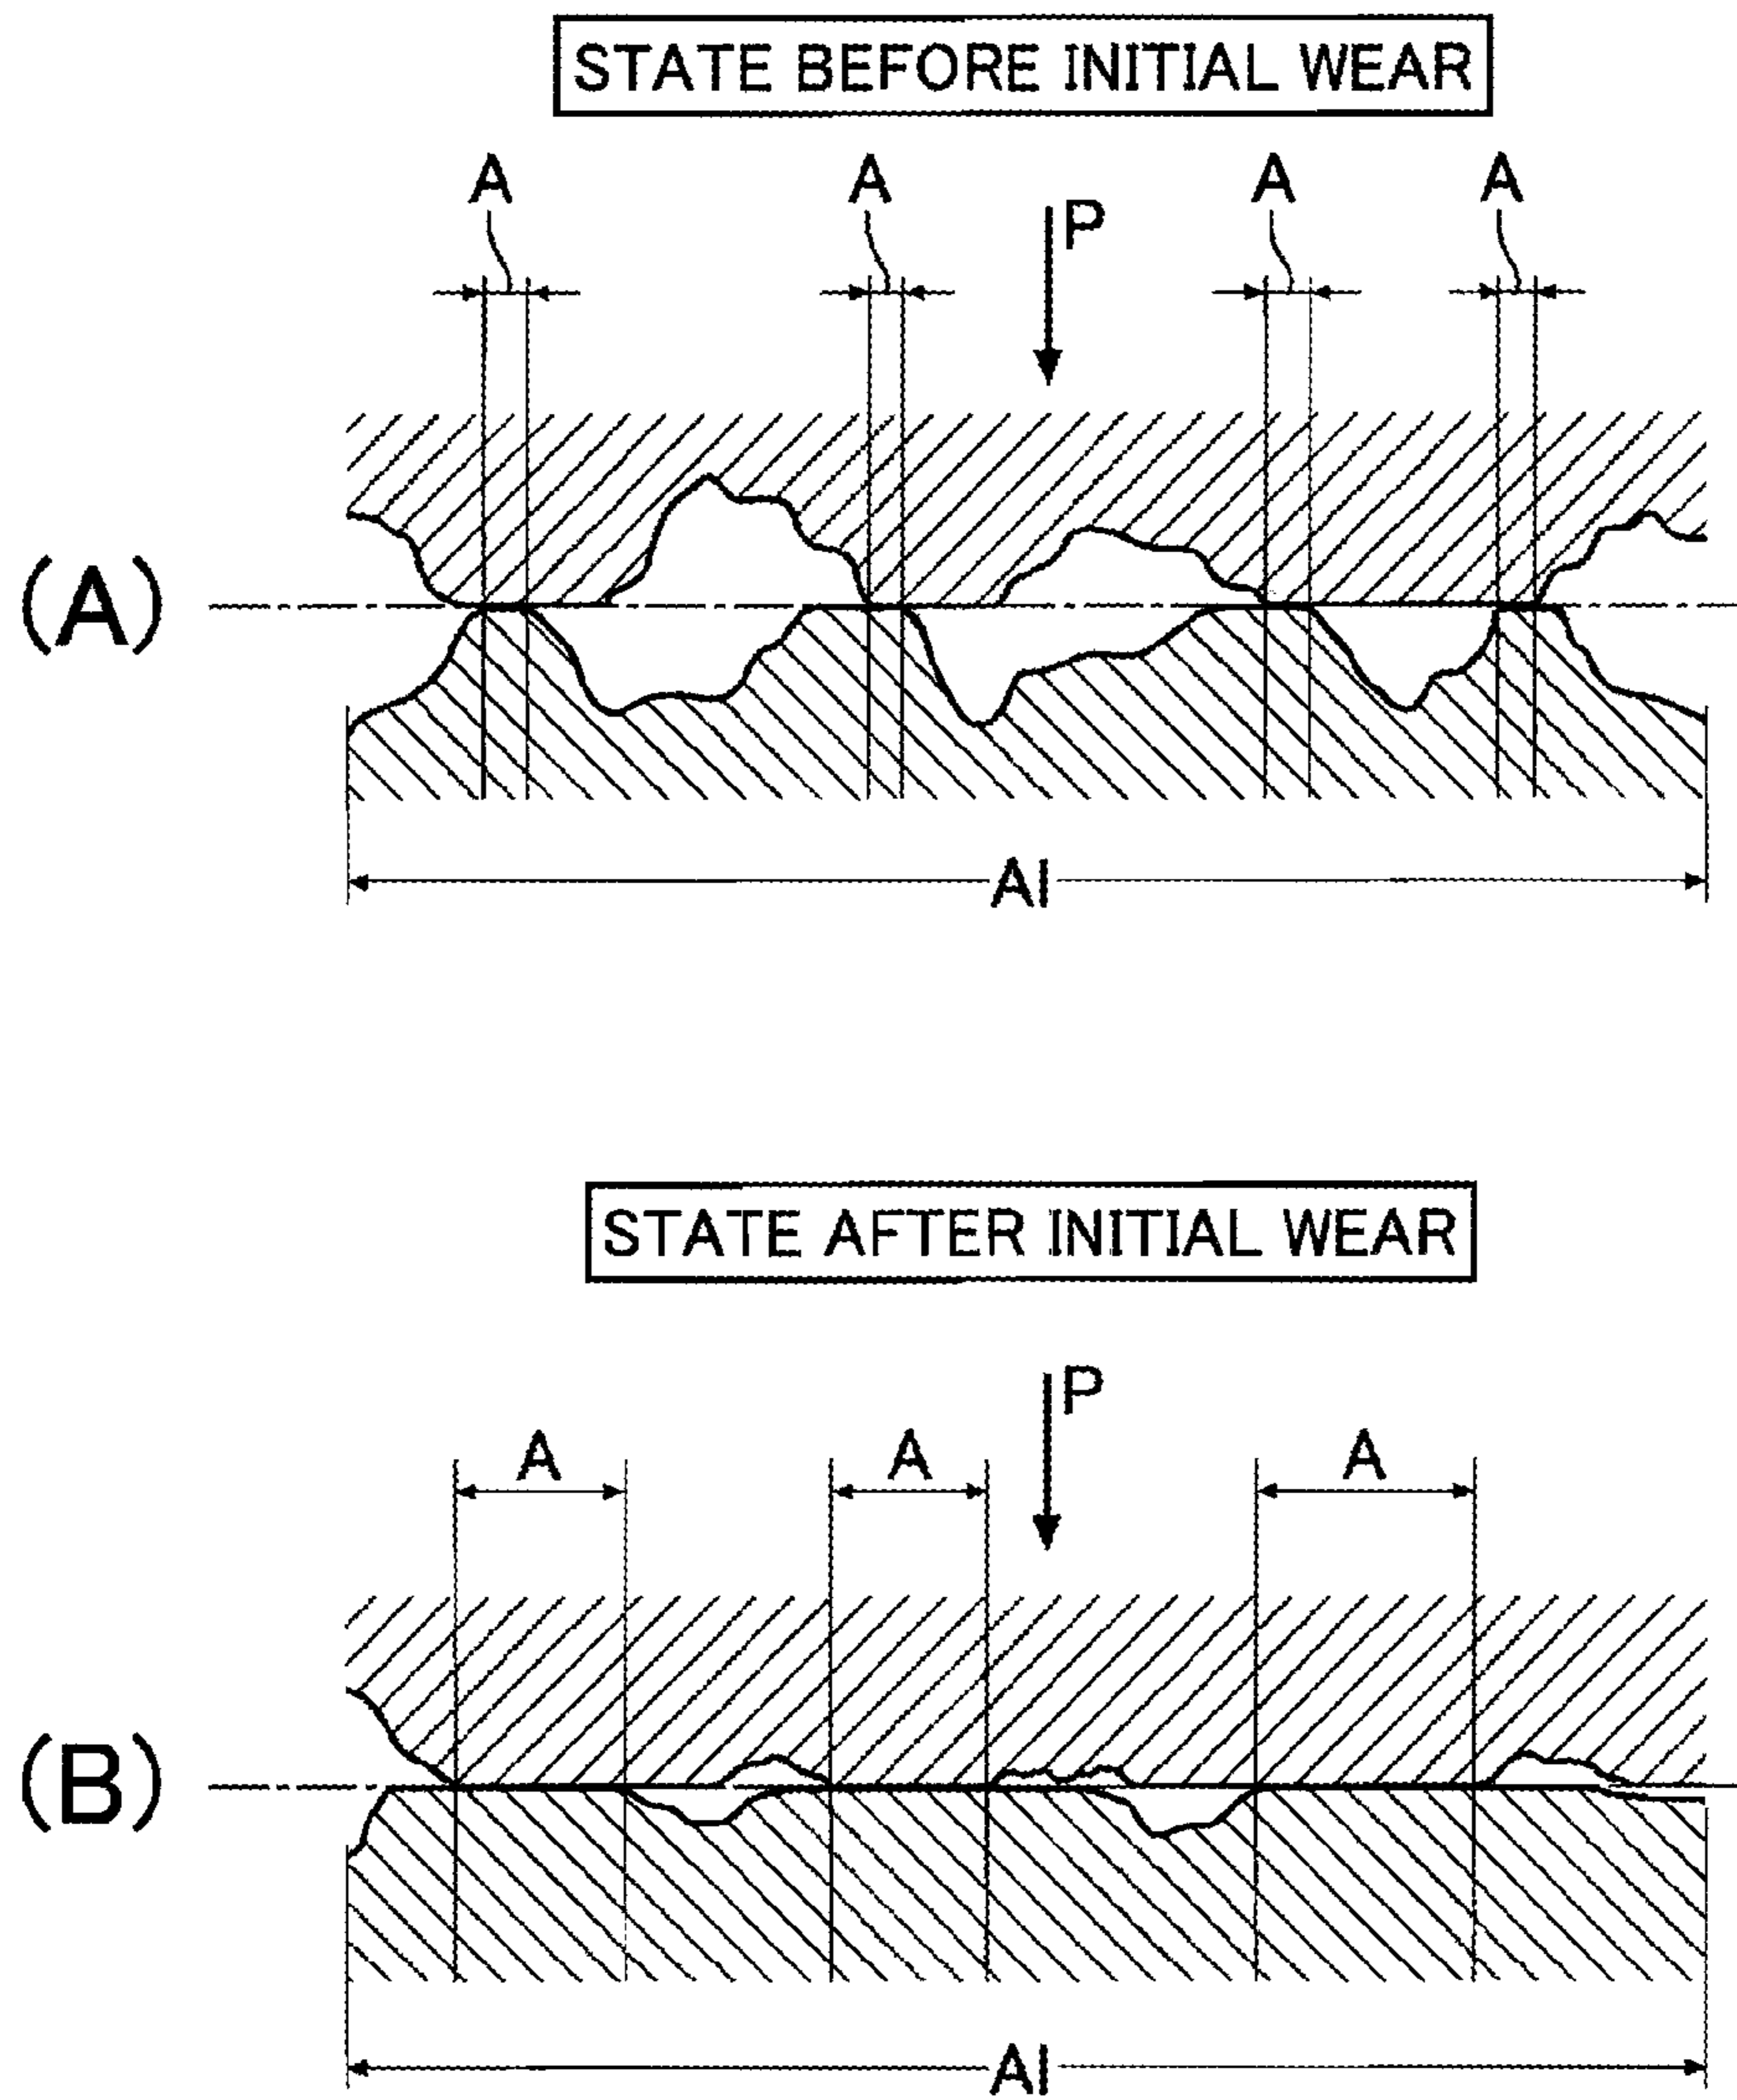 STATE BEFORE INITIAL WEAR
A A P A A
(A)
AI
STATE AFTER INITIAL WEAR
P
A A A
(B)
AI